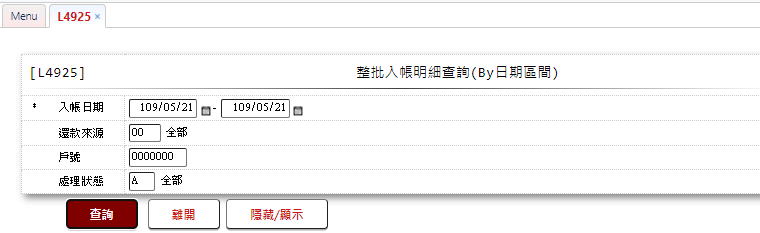 Menu L4925 ×
[L4925] 整批入帳明細查詢(By日期區間)
* 入帳日期 109/05/21 - 109/05/21
還款來源 00 全部
戶號 0000000
處理狀態 A 全部
查詢 離開 隱藏/顯示